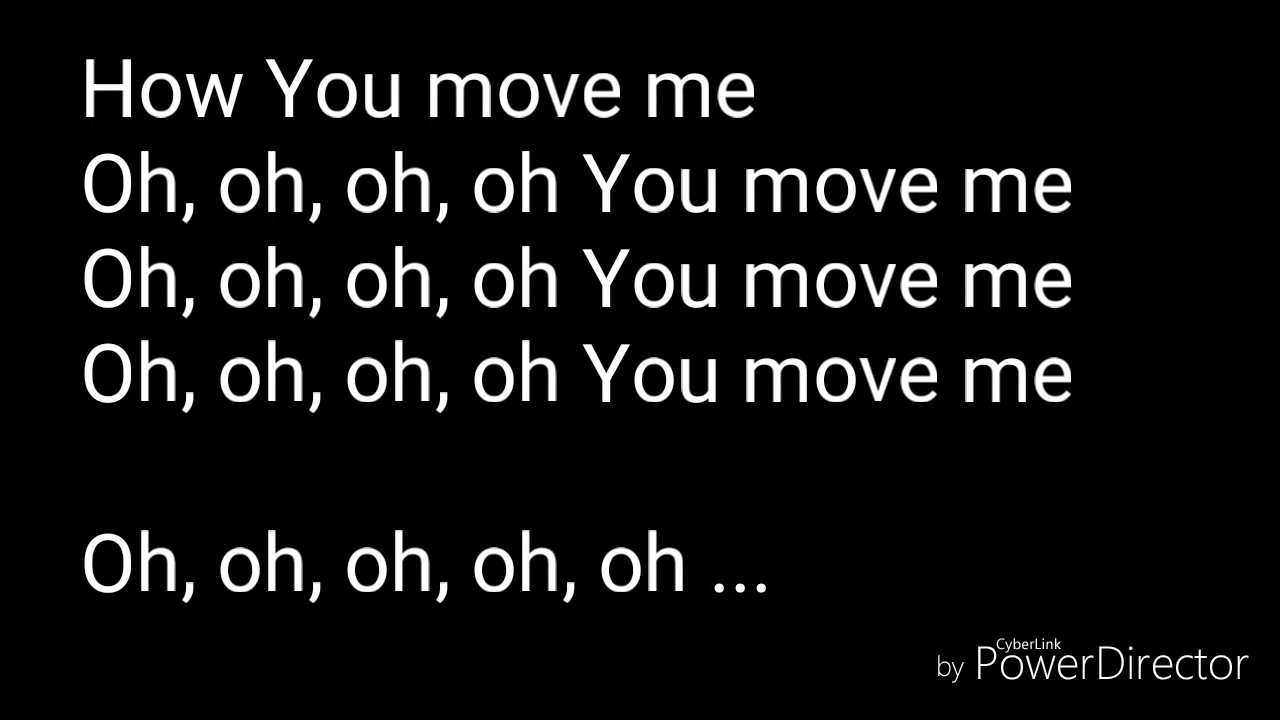 How You move me
Oh, oh, oh, oh You move me
Oh, oh, oh, oh You move me
Oh, oh, oh, oh You move me
Oh, oh, oh, oh, oh ...
CyberLink
by PowerDirector